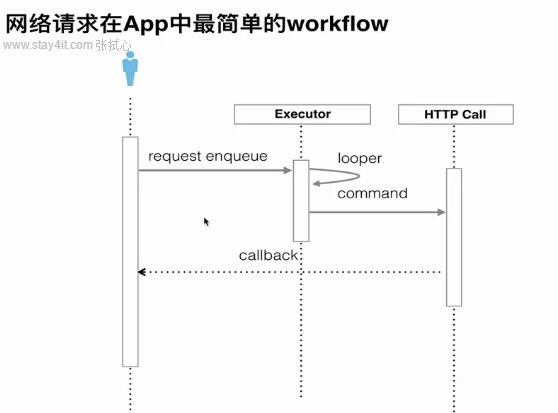 网络请求在App中最简单的workflow
www.stay4it.com 张拭心
Executor
HTTP Call
request enqueue
looper
command
callback